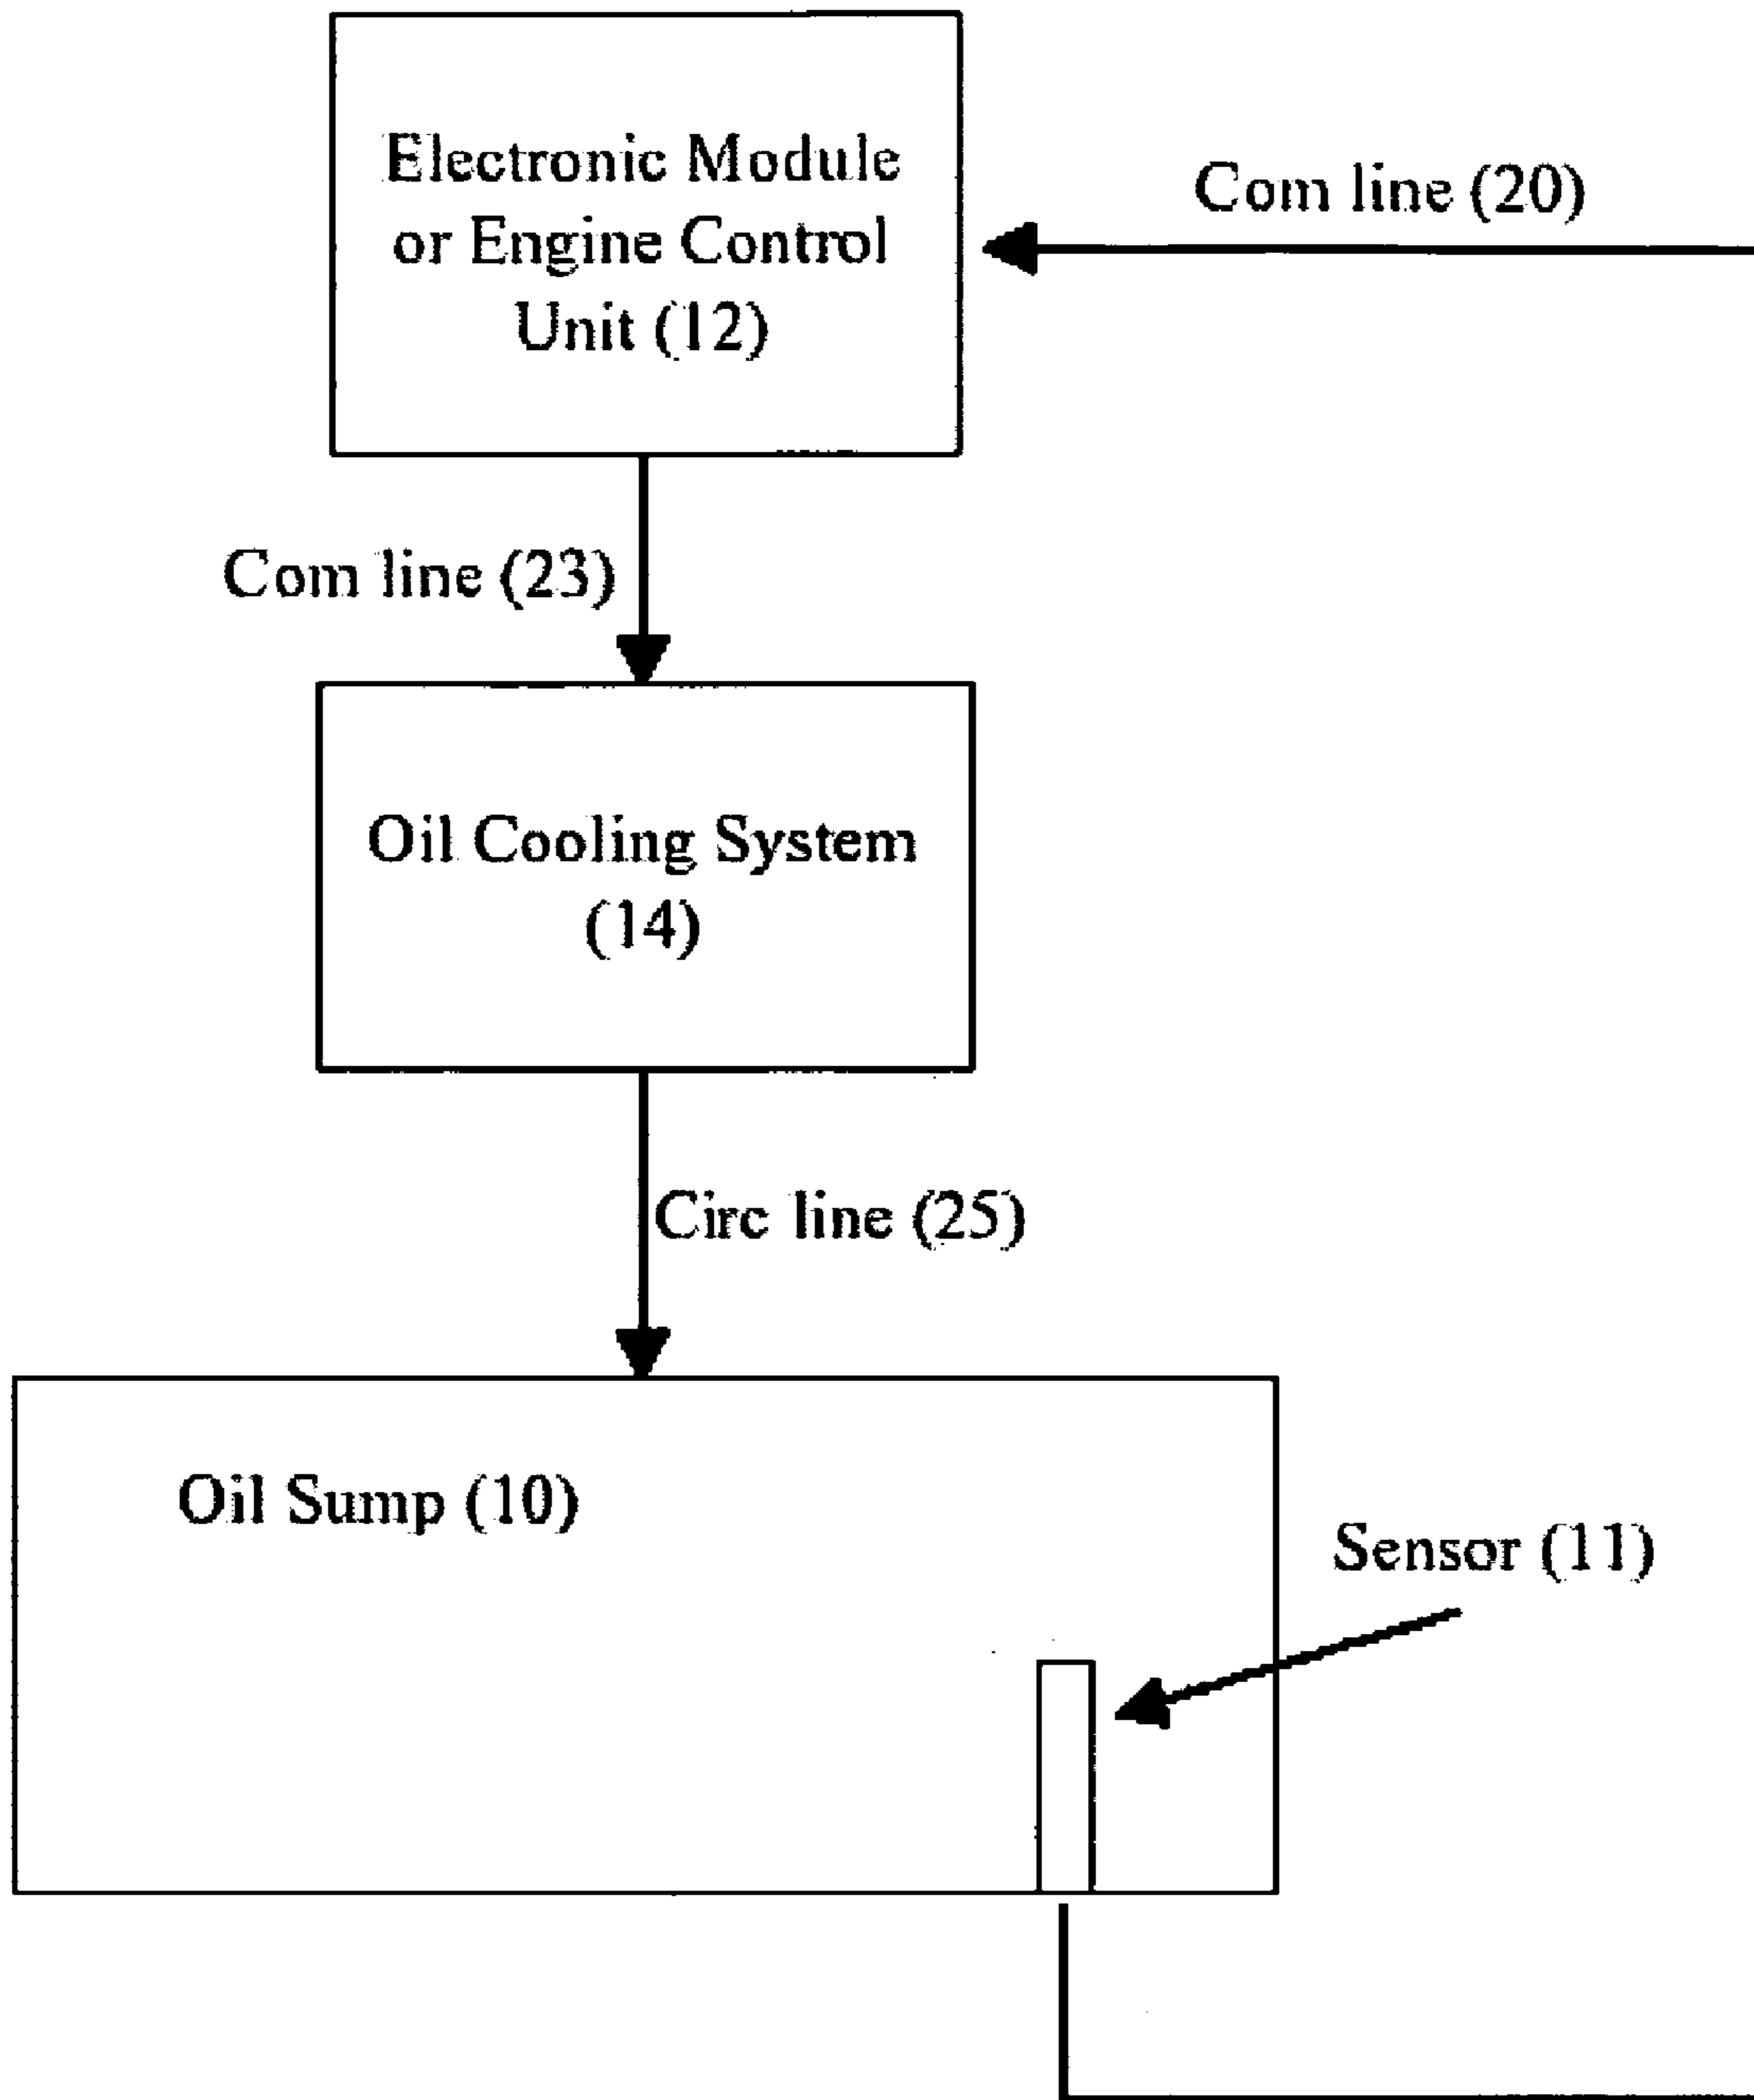 Electronic Module
or Engine Control
Unit (12)
Com line (20)
Com line (23)
Oil Cooling System
(14)
Circ line (25)
Oil Sump (10)
Sensor (11)